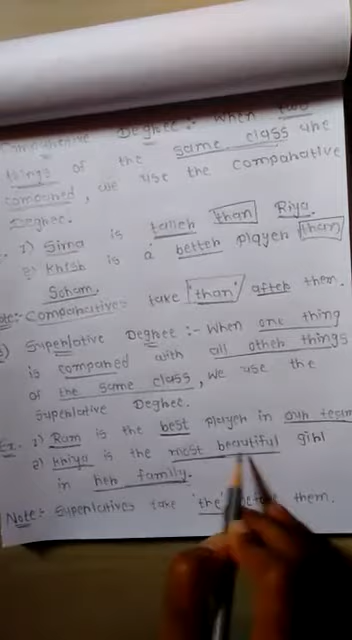 Comparative Degree :- When two
things of the same class are
compared, we use the comparative
Degree.
1) Sima is taller than Riya.
2) Khish is a better player than
Soham.
Note:- Comparatives take 'than' after them.
3) Superlative Degree :- When one thing
is compared with all other things
of the same class, we use the
superlative Degree.
Ex. 1) Ram is the best player in our team
2) is the most beautiful girl
in her family.
Note:- Superlatives take 'the' before them.